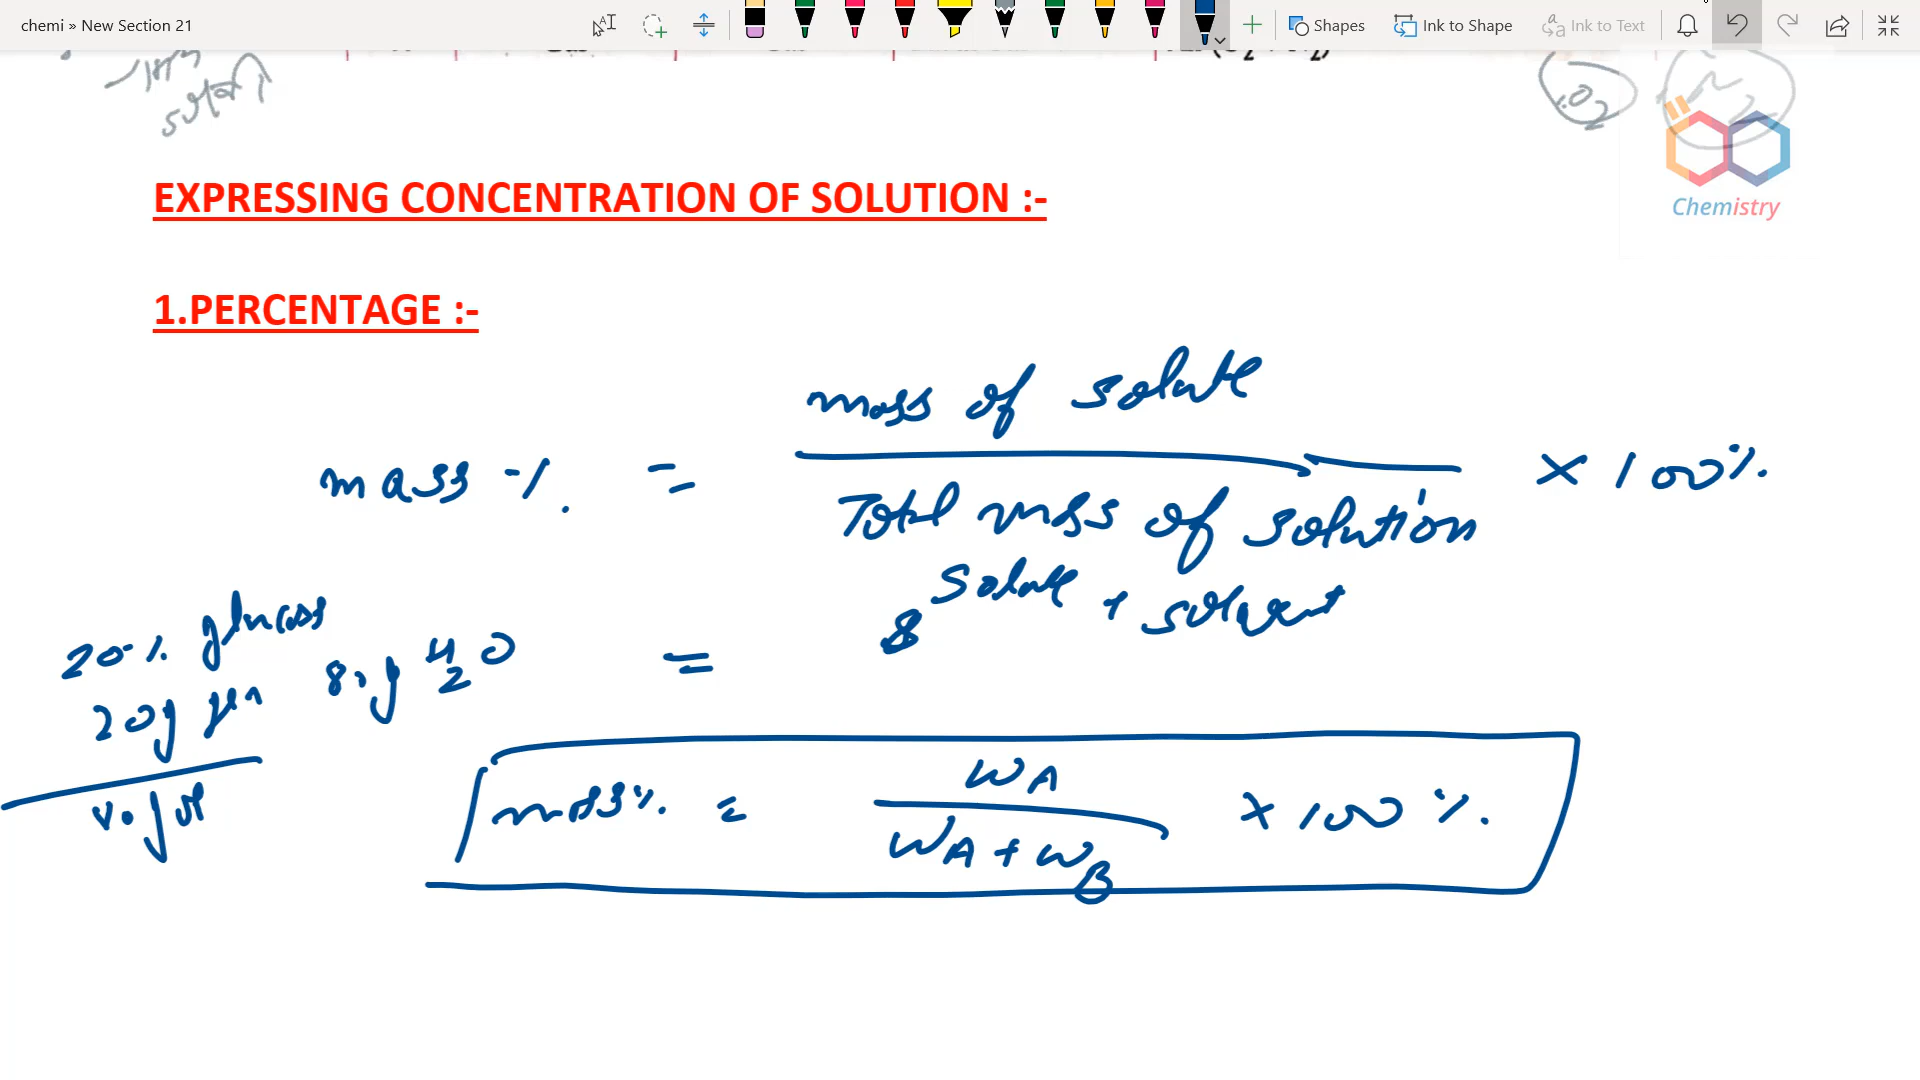 chemi » New Section 21
Shapes
Ink to Shape
Ink to Text
O2
Chemistry
EXPRESSING CONCENTRATION OF SOLUTION :-
1.PERCENTAGE :-
mass % = mass of solute / Total mass of solution × 100%
solute + solvent
20% glucose
20g
80g H2O
=
mass% = WA / WA + WB × 100 %.